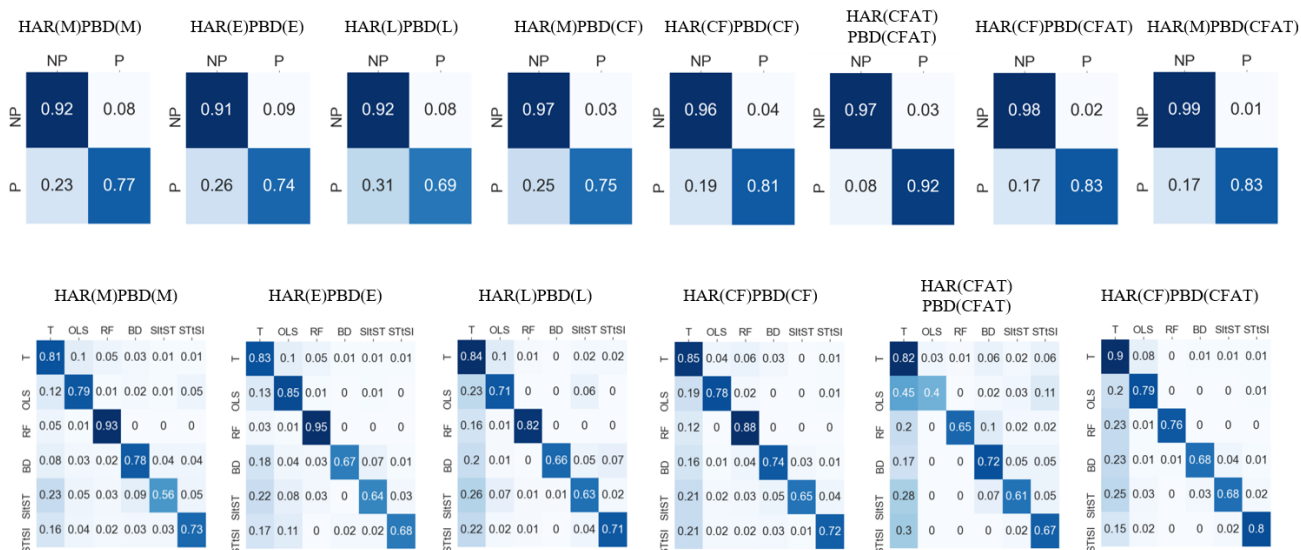 HAR(M)PBD(M) HAR(E)PBD(E) HAR(L)PBD(L) HAR(M)PBD(CF) HAR(CF)PBD(CF) HAR(CFAT) PBD(CFAT) HAR(CF)PBD(CFAT) HAR(M)PBD(CFAT)
NP P NP P NP P NP P NP P NP P NP P NP P
NP 0.92 0.08 NP 0.91 0.09 NP 0.92 0.08 NP 0.97 0.03 NP 0.96 0.04 NP 0.97 0.03 NP 0.98 0.02 NP 0.99 0.01
P 0.23 0.77 P 0.26 0.74 P 0.31 0.69 P 0.25 0.75 P 0.19 0.81 P 0.08 0.92 P 0.17 0.83 P 0.17 0.83
HAR(M)PBD(M) HAR(E)PBD(E) HAR(L)PBD(L) HAR(CF)PBD(CF) HAR(CFAT) PBD(CFAT) HAR(CF)PBD(CFAT)
T OLS RF BD SItST STtSI T OLS RF BD SItST STtSI T OLS RF BD SItST STtSI T OLS RF BD SItST STtSI T OLS RF BD SItST STtSI T OLS RF BD SItST STtSI
T 0.81 0.1 0.05 0.03 0.01 0.01 T 0.83 0.1 0.05 0.01 0.01 0.01 T 0.84 0.1 0.01 0 0.02 0.02 T 0.85 0.04 0.06 0.03 0 0.01 T 0.82 0.03 0.01 0.06 0.02 0.06 T 0.9 0.08 0 0.01 0.01 0.01
OLS 0.12 0.79 0.01 0.02 0.01 0.05 OLS 0.13 0.85 0.01 0 0 0.01 OLS 0.23 0.71 0 0 0.06 0 OLS 0.19 0.78 0.02 0 0 0.01 OLS 0.45 0.4 0 0.02 0.03 0.11 OLS 0.2 0.79 0 0 0 0.01
RF 0.05 0.01 0.93 0 0 0 RF 0.03 0.01 0.95 0 0 0 RF 0.16 0.01 0.82 0 0 0 RF 0.12 0 0.88 0 0 0 RF 0.2 0 0.65 0.1 0.02 0.02 RF 0.23 0.01 0.76 0 0 0
BD 0.08 0.03 0.02 0.78 0.04 0.04 BD 0.18 0.04 0.03 0.67 0.07 0.01 BD 0.2 0.01 0 0.66 0.05 0.07 BD 0.16 0.01 0.04 0.74 0.03 0.01 BD 0.17 0 0 0.72 0.05 0.05 BD 0.23 0.03 0.01 0.68 0.04 0.01
SItST 0.23 0.05 0.03 0.09 0.56 0.05 SItST 0.22 0.08 0.03 0 0.64 0.03 SItST 0.26 0.07 0.01 0.01 0.63 0.02 SItST 0.21 0.02 0.02 0.03 0.65 0.04 SItST 0.28 0 0 0.07 0.61 0.05 SItST 0.25 0.03 0 0.02 0.68 0.02
STtSI 0.16 0.04 0.02 0.03 0.03 0.73 STtSI 0.17 0.11 0 0.02 0.02 0.68 STtSI 0.22 0.02 0.01 0 0.04 0.71 STtSI 0.21 0.02 0.02 0.01 0.03 0.72 STtSI 0.3 0 0 0 0.02 0.67 STtSI 0.15 0.02 0 0 0.02 0.8